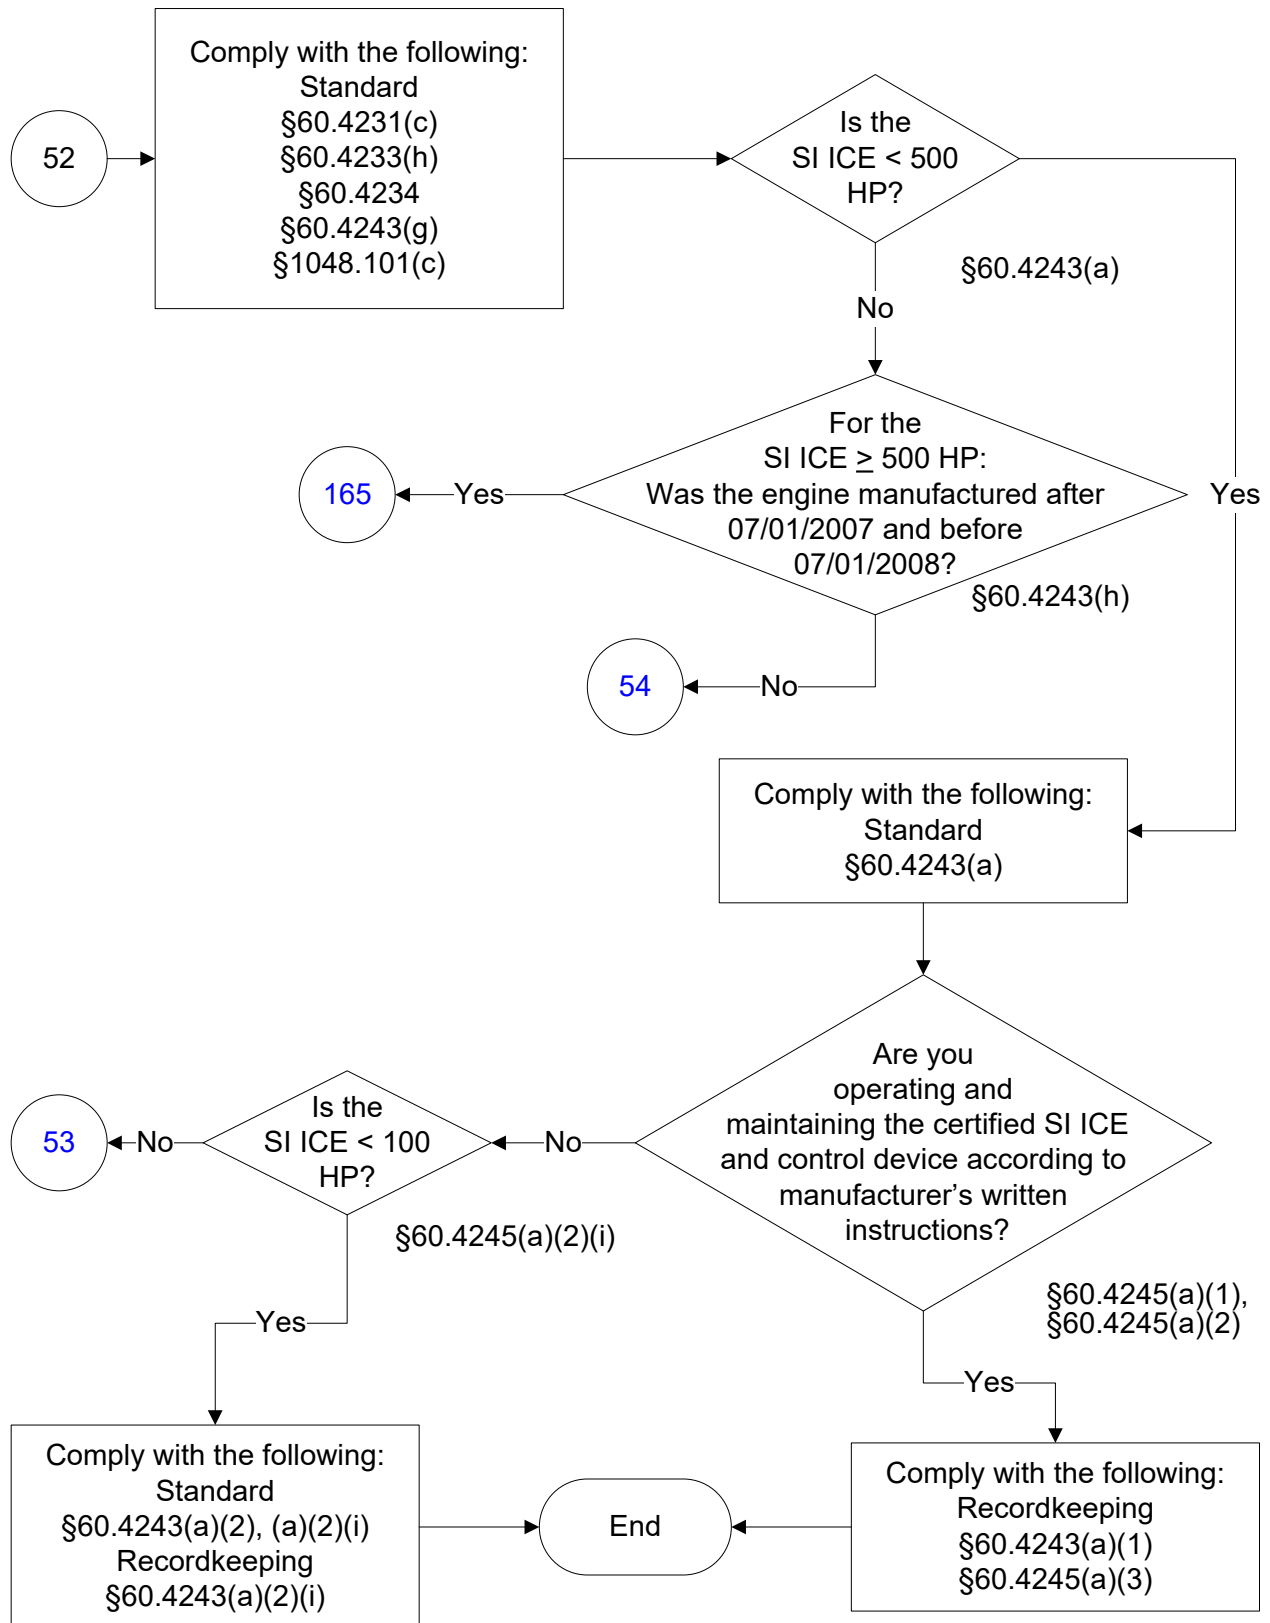 52
Comply with the following:
Standard
§60.4231(c)
§60.4233(h)
§60.4234
§60.4243(g)
§1048.101(c)
Is the
SI ICE < 500
HP?
§60.4243(a)
No
Yes
For the
SI ICE ≥ 500 HP:
Was the engine manufactured after
07/01/2007 and before
07/01/2008?
§60.4243(h)
Yes
165
No
54
Comply with the following:
Standard
§60.4243(a)
Are you
operating and
maintaining the certified SI ICE
and control device according to
manufacturer’s written
instructions?
§60.4245(a)(1),
§60.4245(a)(2)
No
Is the
SI ICE < 100
HP?
§60.4245(a)(2)(i)
No
53
Yes
Yes
Comply with the following:
Standard
§60.4243(a)(2), (a)(2)(i)
Recordkeeping
§60.4243(a)(2)(i)
End
Comply with the following:
Recordkeeping
§60.4243(a)(1)
§60.4245(a)(3)